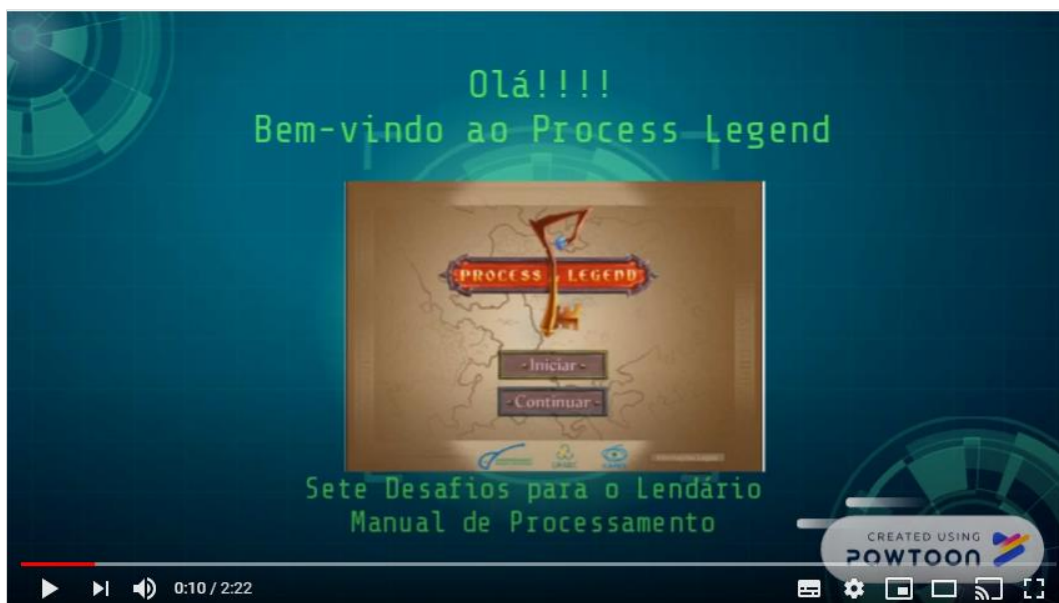 Olá!!!!
Bem-vindo ao Process Legend
PROCESS LEGEND
- Iniciar -
- Continuar -
Sete Desafios para o Lendário
Manual de Processamento
CREATED USING
POWTOON
0:10 / 2:22